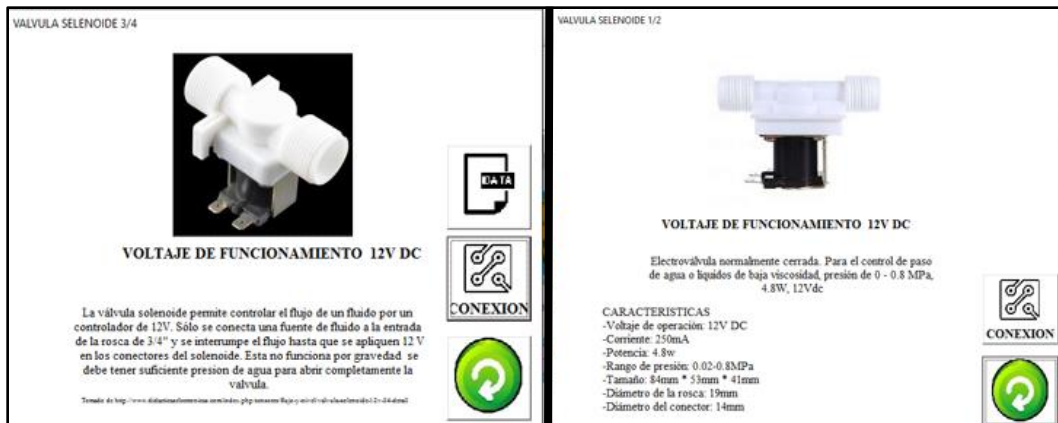 VALVULA SELENOIDE 3/4
DATA
VOLTAJE DE FUNCIONAMIENTO 12V DC
CONEXION
La válvula solenoide permite controlar el flujo de un fluido por un
controlador de 12V. Sólo se conecta una fuente de fluido a la entrada
de la rosca de 3/4" y se interrumpe el flujo hasta que se apliquen 12 V
en los conectores del solenoide. Esta no funciona por gravedad se
debe tener suficiente presion de agua para abrir completamente la
valvula.
Tomado de
VALVULA SELENOIDE 1/2
VOLTAJE DE FUNCIONAMIENTO 12V DC
Electroválvula normalmente cerrada. Para el control de paso
de agua o liquidos de baja viscosidad, presión de 0 - 0.8 MPa,
4.8W, 12Vdc
CARACTERISTICAS
-Voltaje de operación: 12V DC
-Corriente: 250mA
-Potencia: 4.8w
-Rango de presión: 0.02-0.8MPa
-Tamaño: 84mm * 53mm * 41mm
-Diámetro de la rosca: 19mm
-Diámetro del conector: 14mm
CONEXION